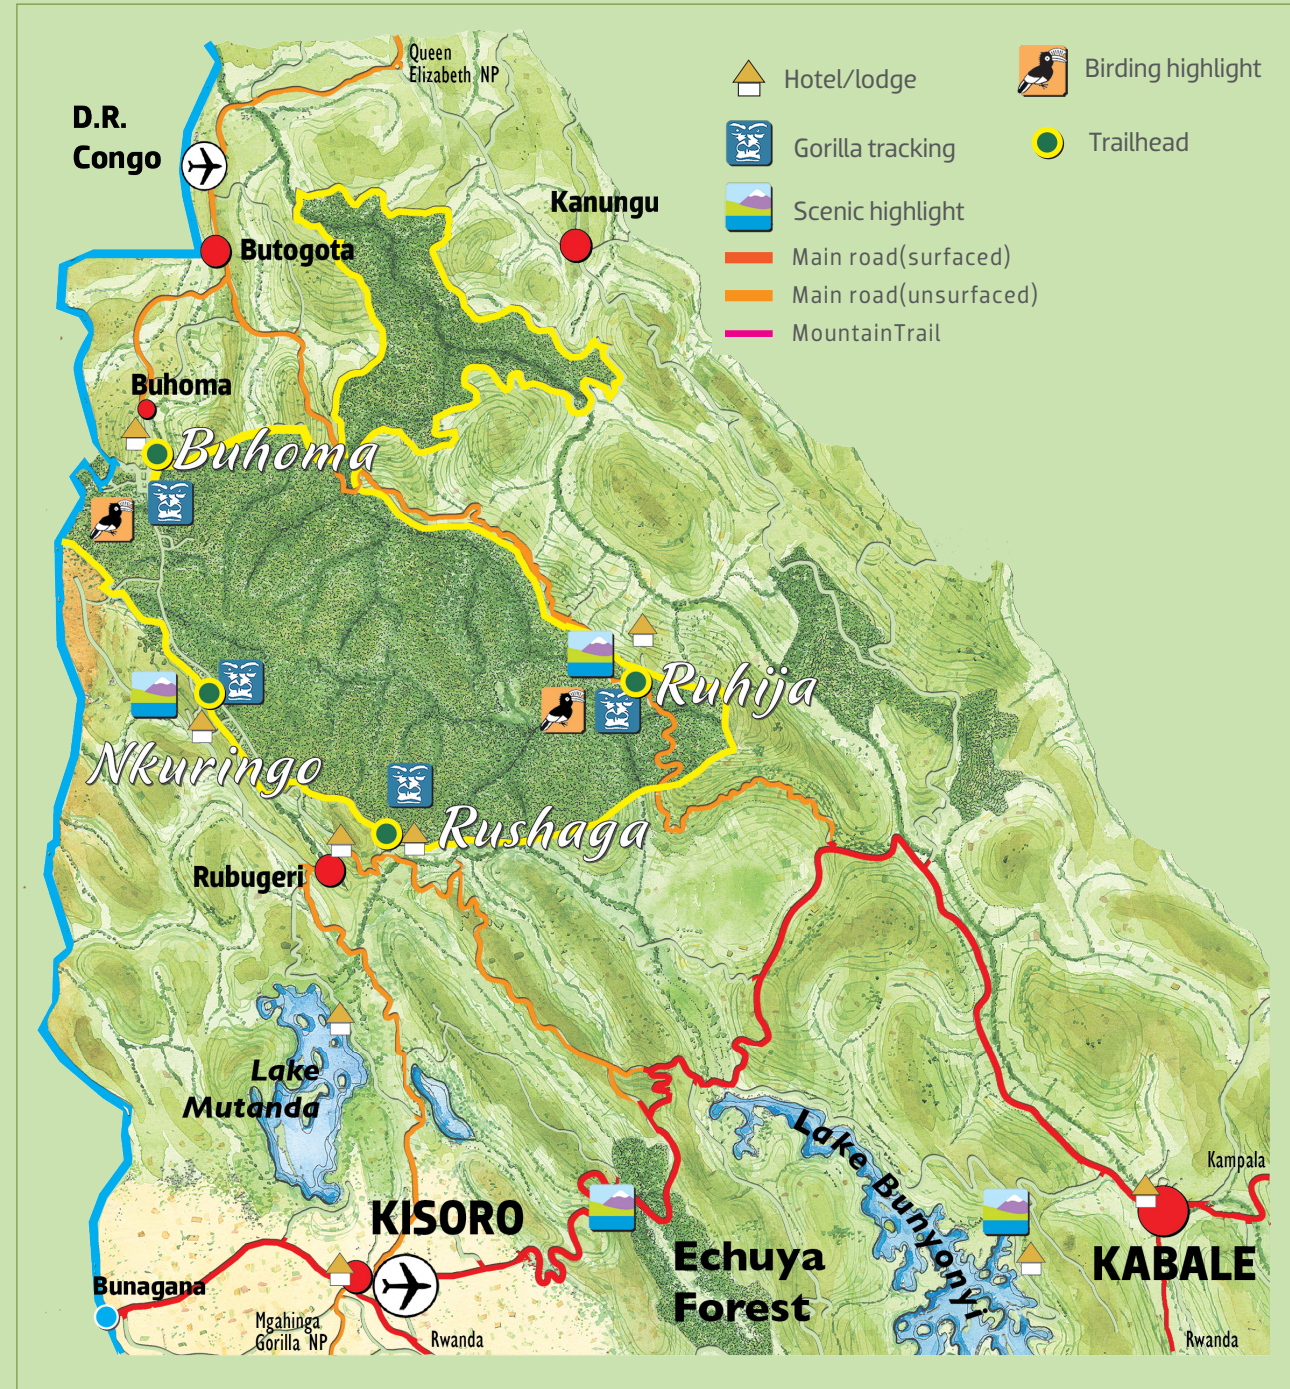 Queen
Elizabeth NP
D.R.
Congo
Hotel/lodge
Birding highlight
Gorilla tracking
Trailhead
Scenic highlight
Main road(surfaced)
Main road(unsurfaced)
MountainTrail
Kanungu
Butogota
Buhoma
Buhoma
Ruhija
Nkuringo
Rushaga
Rubugeri
Lake
Mutanda
Lake Bunyonyi
Kampala
KISORO
Echuya
Forest
KABALE
Bunagana
Mgahinga
Gorilla NP
Rwanda
Rwanda